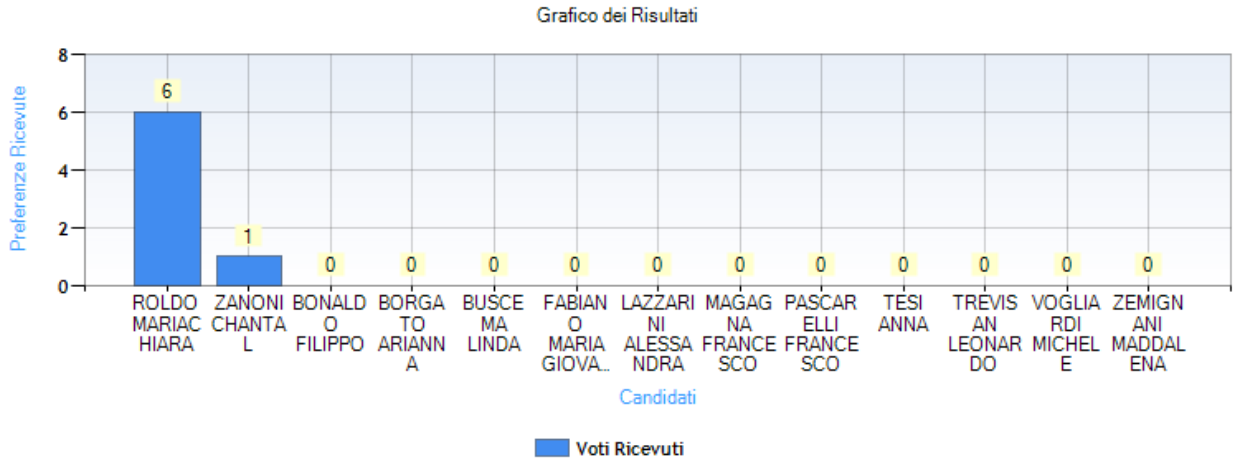 Grafico dei Risultati
Preferenze Ricevute
8
6
4
2
0
6
1
0
0
0
0
0
0
0
0
0
0
0
ROLDO
MARIAC
HIARA
ZANONI
CHANTA
L
BONALD
O
FILIPPO
BORGA
TO
ARIANN
A
BUSCE
MA
LINDA
FABIAN
O
MARIA
GIOVA...
LAZZARI
NI
ALESSA
NDRA
MAGAG
NA
FRANCE
SCO
PASCAR
ELLI
FRANCE
SCO
TESI
ANNA
TREVIS
AN
LEONAR
DO
VOGLIA
RDI
MICHEL
E
ZEMIGN
ANI
MADDAL
ENA
Candidati
Voti Ricevuti